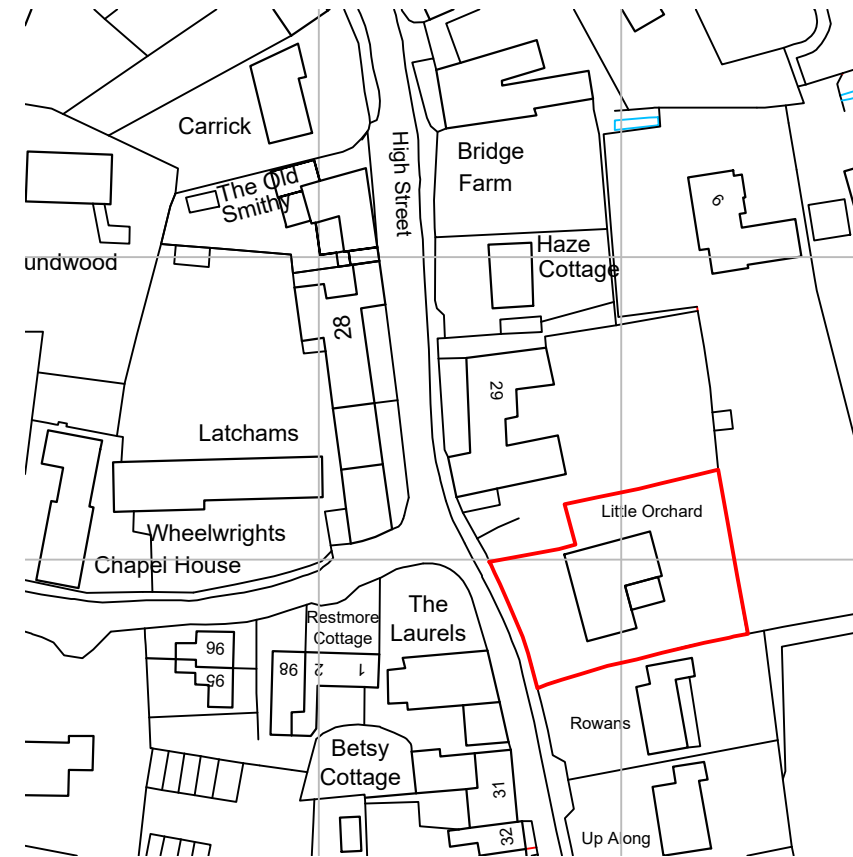 Carrick
High Street
Bridge
Farm
The Old
Smithy
6
undwood
Haze
Cottage
28
29
Latchams
Little Orchard
Wheelwrights
Chapel House
The
Laurels
Restmore
Cottage
96
95
98
2
1
Rowans
Betsy
Cottage
31
32
Up Along